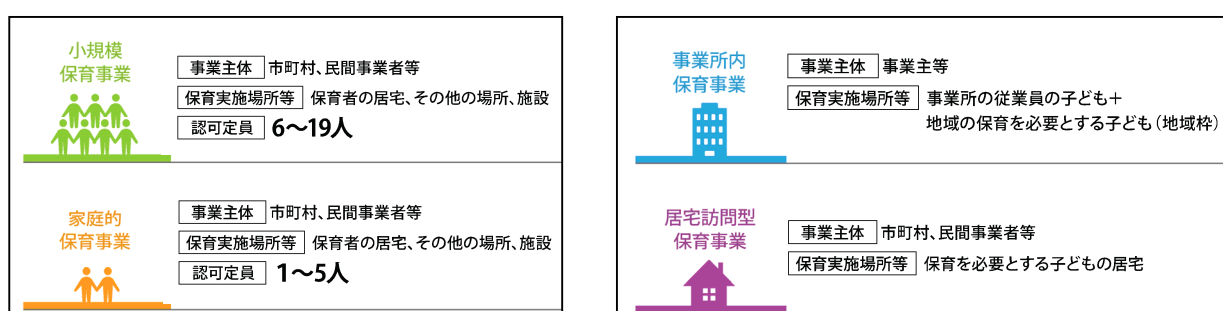 小規模
保育事業
事業主体 市町村、民間事業者等
保育実施場所等 保育者の居宅、その他の場所、施設
認可定員 6〜19人
家庭的
保育事業
事業主体 市町村、民間事業者等
保育実施場所等 保育者の居宅、その他の場所、施設
認可定員 1〜5人
事業所内
保育事業
事業主体 事業主等
保育実施場所等 事業所の従業員の子ども＋
地域の保育を必要とする子ども（地域枠）
居宅訪問型
保育事業
事業主体 市町村、民間事業者等
保育実施場所等 保育を必要とする子どもの居宅